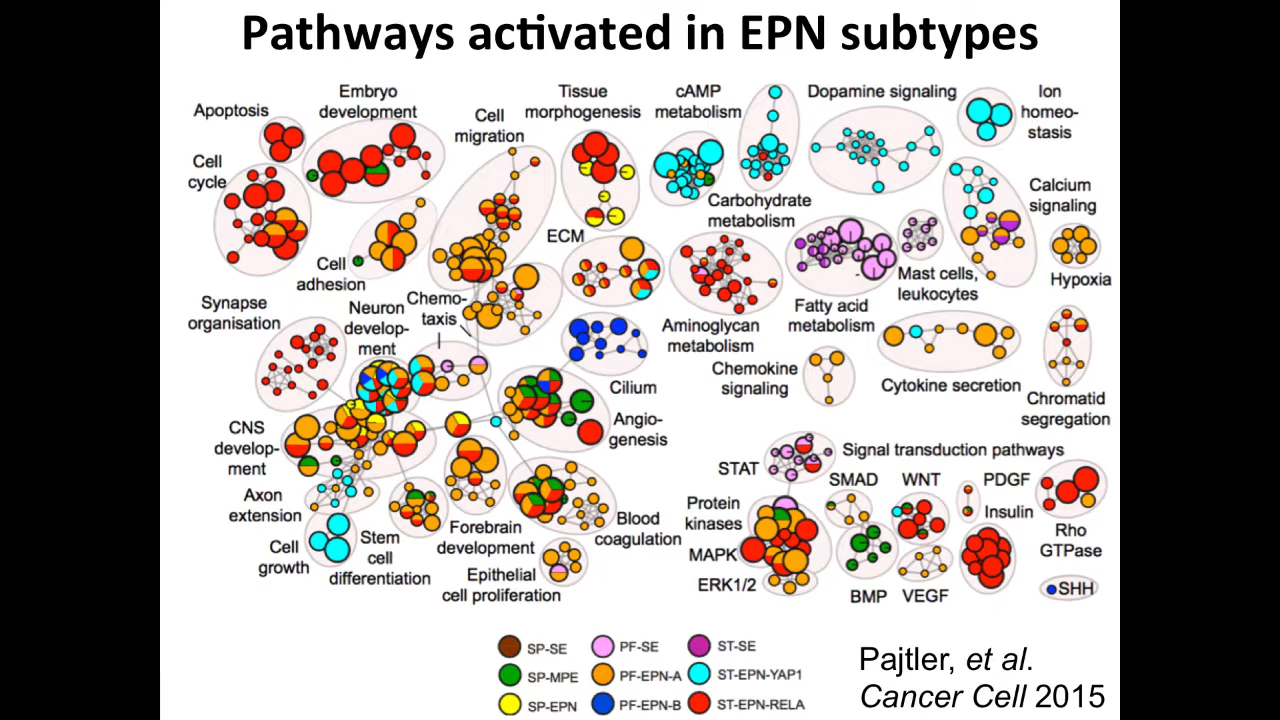 Pathways activated in EPN subtypes
Apoptosis
Embryo
development
Cell
migration
Tissue
morphogenesis
cAMP
metabolism
Dopamine signaling
Ion
homeo-
stasis
Cell
cycle
Carbohydrate
metabolism
Calcium
signaling
Cell
adhesion
ECM
Mast cells,
leukocytes
Hypoxia
Synapse
organisation
Neuron
develop-
ment
Chemo-
taxis
Aminoglycan
metabolism
Fatty acid
metabolism
Chemokine
signaling
Cytokine secretion
Chromatid
segregation
Cilium
Angio-
genesis
CNS
develop-
ment
Axon
extension
Cell
growth
Stem
cell
differentiation
Forebrain
development
Epithelial
cell proliferation
Blood
coagulation
Signal transduction pathways
STAT
Protein
kinases
MAPK
ERK1/2
SMAD
WNT
PDGF
Insulin
Rho
GTPase
BMP
VEGF
SHH
SP-SE
PF-SE
ST-SE
SP-MPE
PF-EPN-A
ST-EPN-YAP1
SP-EPN
PF-EPN-B
ST-EPN-RELA
Pajtler, et al.
Cancer Cell 2015